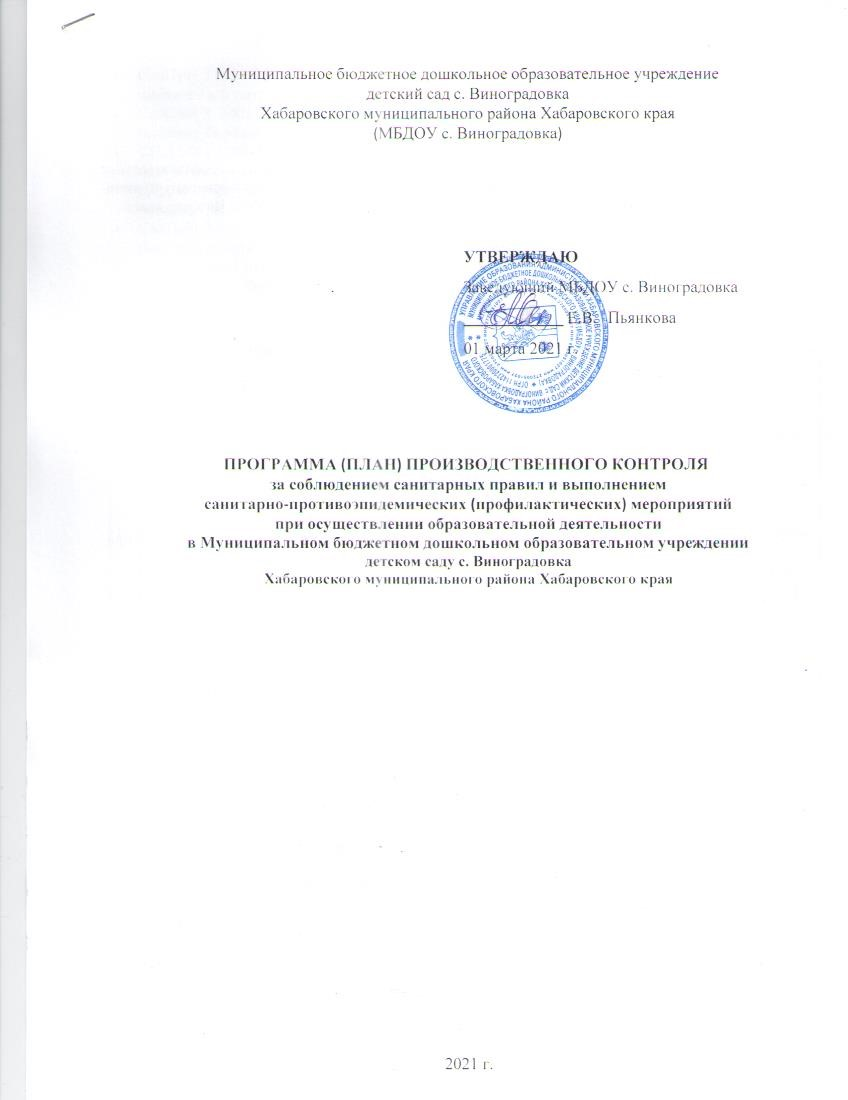 Муниципальное бюджетное дошкольное образовательное учреждение
детский сад с. Виноградовка
Хабаровского муниципального района Хабаровского края
(МБДОУ с. Виноградовка)
УТВЕРЖДАЮ
Заведующий МБДОУ с. Виноградовка
Е.В. Пьянкова
01 марта 2021 г.
ПРОГРАММА (ПЛАН) ПРОИЗВОДСТВЕННОГО КОНТРОЛЯ
за соблюдением санитарных правил и выполнением
санитарно-противоэпидемических (профилактических) мероприятий
при осуществлении образовательной деятельности
в Муниципальном бюджетном дошкольном образовательном учреждении
детском саду с. Виноградовка
Хабаровского муниципального района Хабаровского края
2021 г.